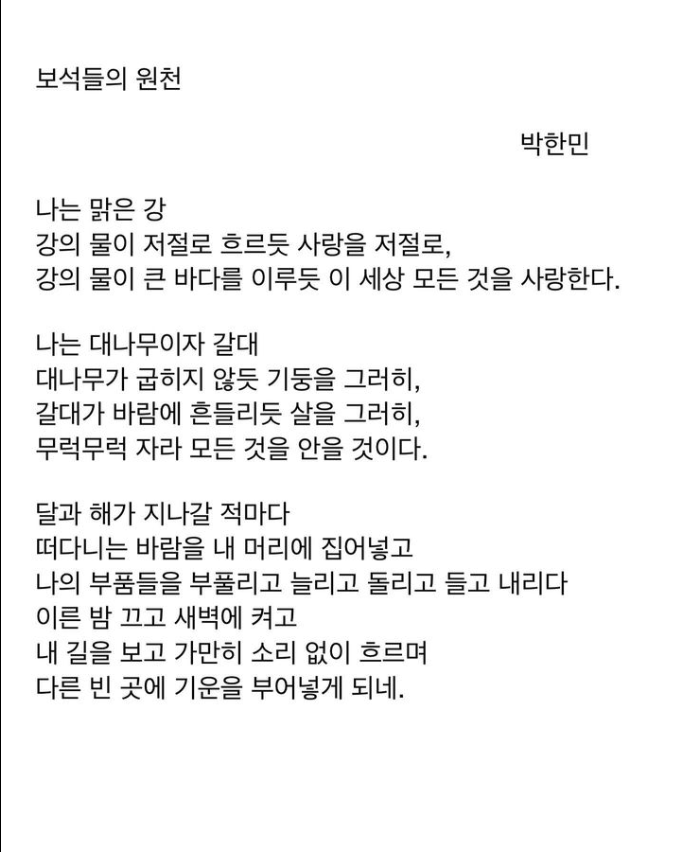 보석들의 원천
박한민
나는 맑은 강
강의 물이 저절로 흐르듯 사랑을 저절로,
강의 물이 큰 바다를 이루듯 이 세상 모든 것을 사랑한다.
나는 대나무이자 갈대
대나무가 굽히지 않듯 기둥을 그러히,
갈대가 바람에 흔들리듯 살을 그러히,
무럭무럭 자라 모든 것을 안을 것이다.
달과 해가 지나갈 적마다
떠다니는 바람을 내 머리에 집어넣고
나의 부품들을 부풀리고 늘리고 돌리고 들고 내리다
이른 밤 끄고 새벽에 켜고
내 길을 보고 가만히 소리 없이 흐르며
다른 빈 곳에 기운을 부어넣게 되네.